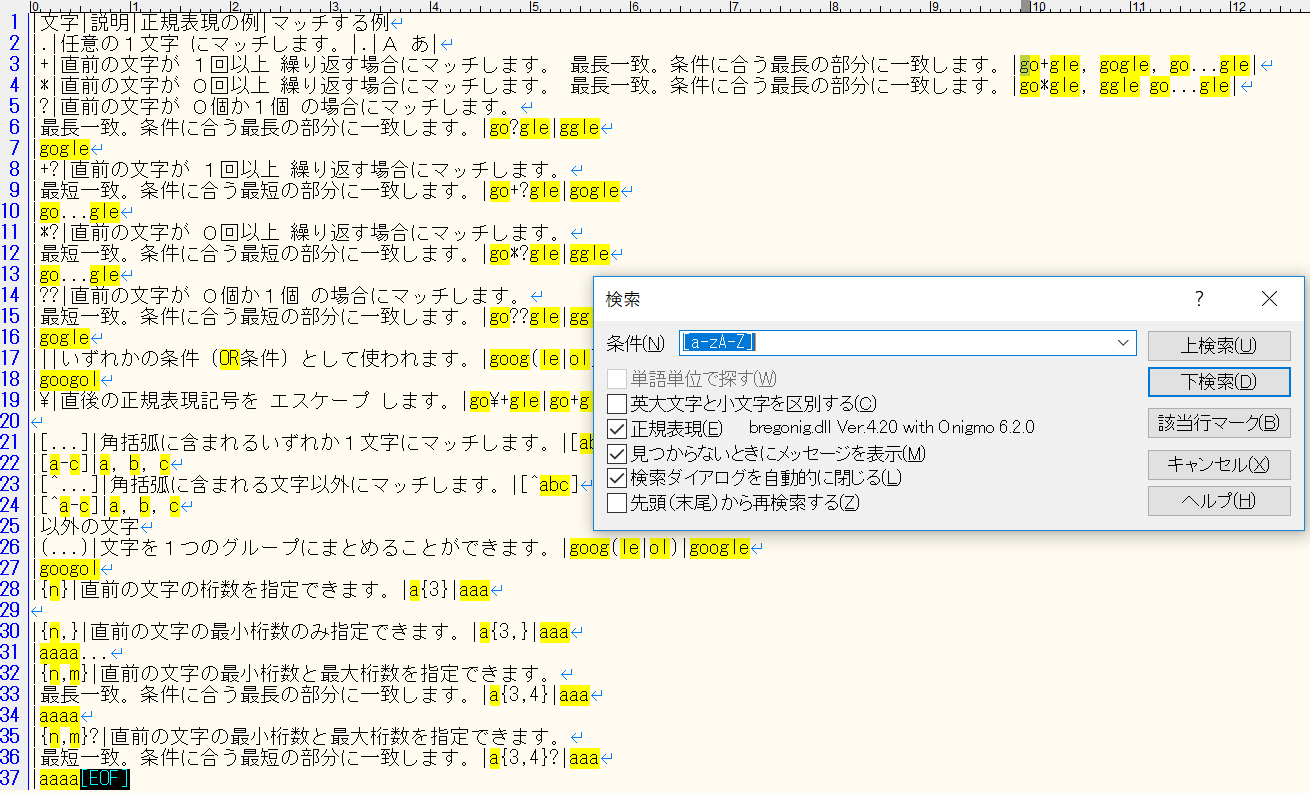 0 1 2 3 4 5 6 7 8 9 10 11 12
1 |文字|説明|正規表現の例|マッチする例↵
2 |.|任意の１文字 にマッチします。|.|Ａ あ|↵
3 |+|直前の文字が １回以上 繰り返す場合にマッチします。 最長一致。条件に合う最長の部分に一致します。|go+gle, gogle, go...gle|↵
4 |*|直前の文字が ０回以上 繰り返す場合にマッチします。 最長一致。条件に合う最長の部分に一致します。|go*gle, ggle go...gle|↵
5 |?|直前の文字が ０個か１個 の場合にマッチします。↵
6 |最長一致。条件に合う最長の部分に一致します。|go?gle|ggle↵
7 |gogle↵
8 |+?|直前の文字が １回以上 繰り返す場合にマッチします。↵
9 |最短一致。条件に合う最短の部分に一致します。|go+?gle|gogle↵
10 |go...gle↵
11 |*?|直前の文字が ０回以上 繰り返す場合にマッチします。↵
12 |最短一致。条件に合う最短の部分に一致します。|go*?gle|ggle↵
13 |go...gle↵
14 |??|直前の文字が ０個か１個 の場合にマッチします。↵
15 |最短一致。条件に合う最短の部分に一致します。|go??gle|gg
16 |gogle↵
17 |||いずれかの条件（OR条件）として使われます。|goog(le|ol)
18 |googol↵
19 |¥|直後の正規表現記号を エスケープ します。|go¥+gle|go+g
20 ↵
21 |[...]|角括弧に含まれるいずれか１文字にマッチします。|[ab
22 |[a-c]|a, b, c↵
23 |[^...]|角括弧に含まれる文字以外にマッチします。|[^abc]↵
24 |[^a-c]|a, b, c↵
25 |以外の文字↵
26 |(...)|文字を１つのグループにまとめることができます。|goog(le|ol)|google↵
27 |googol↵
28 |{n}|直前の文字の桁数を指定できます。|a{3}|aaa↵
29 ↵
30 |{n,}|直前の文字の最小桁数のみ指定できます。|a{3,}|aaa↵
31 |aaaa...↵
32 |{n,m}|直前の文字の最小桁数と最大桁数を指定できます。↵
33 |最長一致。条件に合う最長の部分に一致します。|a{3,4}|aaa↵
34 |aaaa↵
35 |{n,m}?|直前の文字の最小桁数と最大桁数を指定できます。↵
36 |最短一致。条件に合う最短の部分に一致します。|a{3,4}?|aaa↵
37 |aaaa[EOF]
検索 ?
条件(N) [a-zA-Z] 上検索(U)
単語単位で探す(W) 下検索(D)
英大文字と小文字を区別する(C)
正規表現(E) bregonig.dll Ver.4.20 with Onigmo 6.2.0 該当行マーク(B)
見つからないときにメッセージを表示(M)
検索ダイアログを自動的に閉じる(L) キャンセル(X)
先頭(末尾)から再検索する(Z) ヘルプ(H)